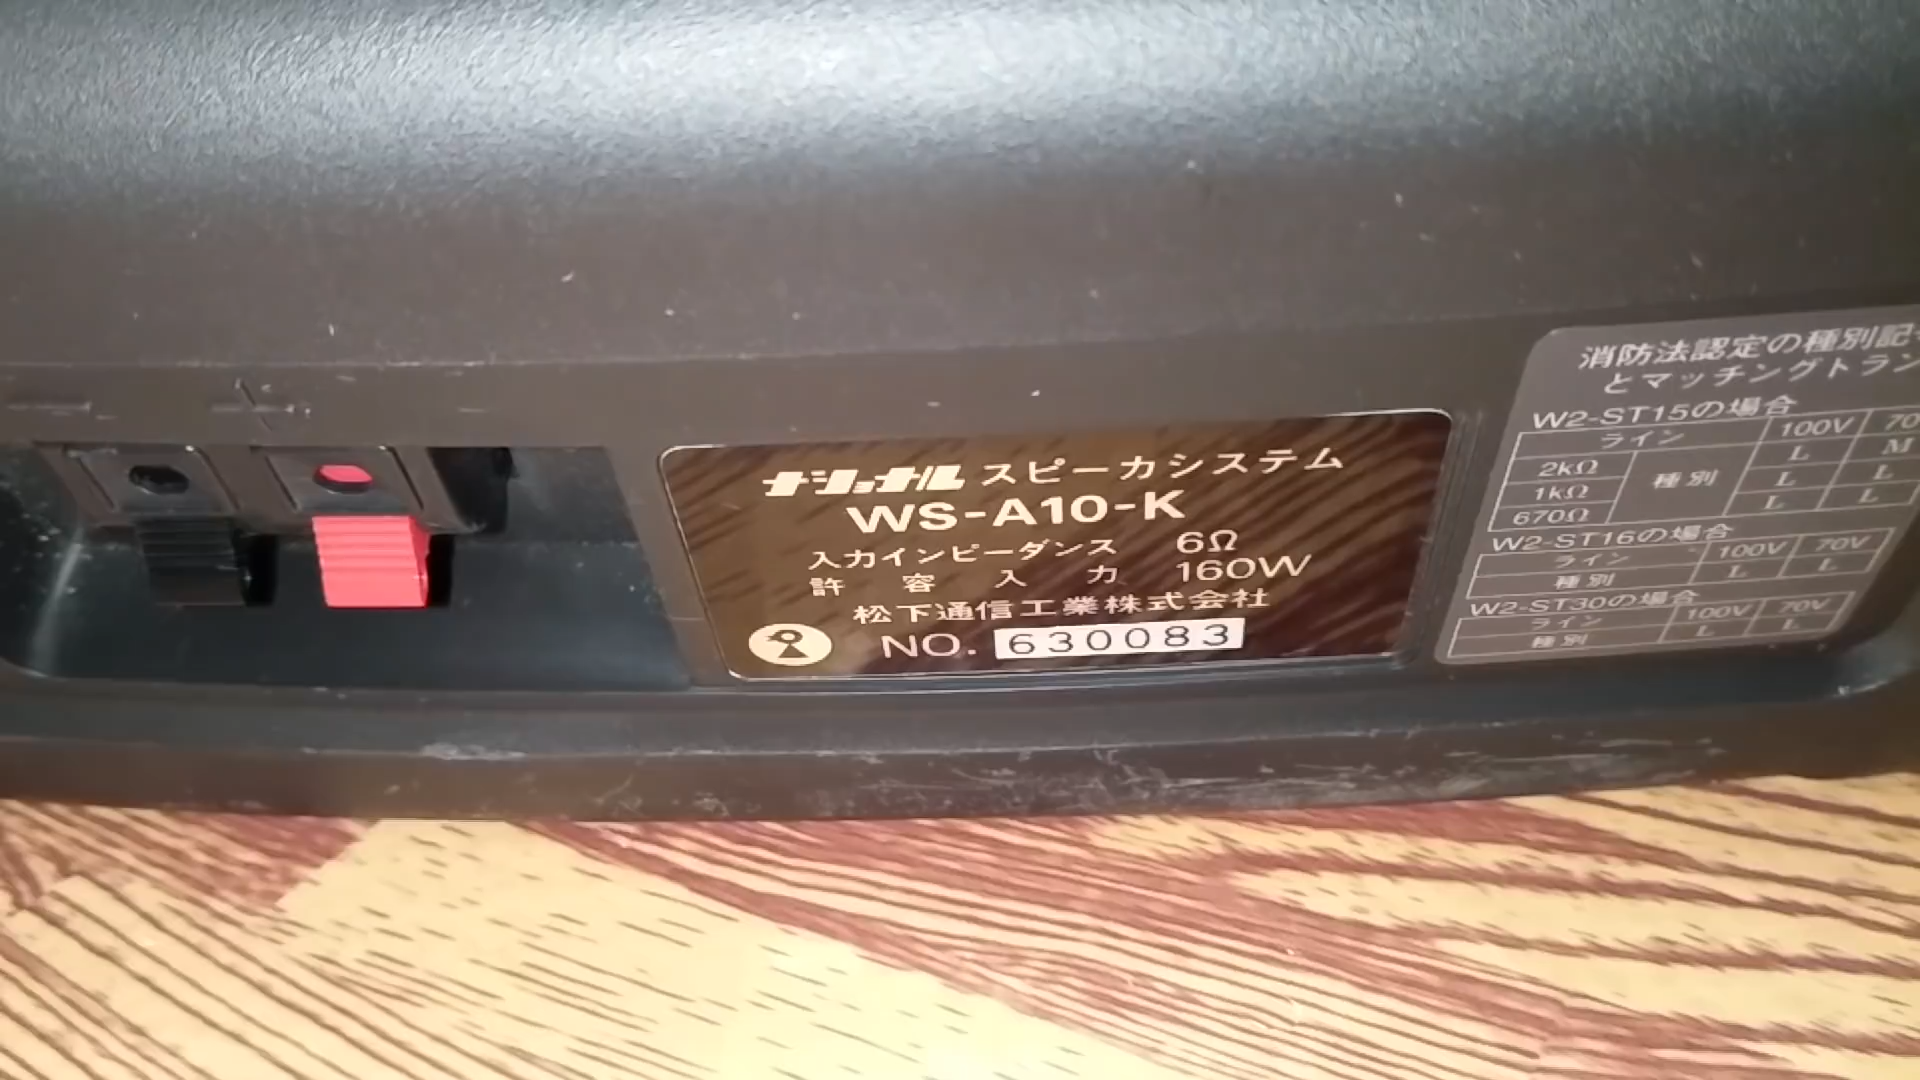 − +
ナショナル スピーカシステム
WS-A10-K
入力インピーダンス 6Ω
許容入力 160W
松下通信工業株式会社
NO. 630083
消防法認定の種別記
とマッチングトラン
W2-ST15の場合
ライン 100V 70
2kΩ 種別 L M
1kΩ L L
670Ω L L
W2-ST16の場合
ライン 100V 70V
種別 L L
W2-ST30の場合
ライン 100V 70V
種別 L L